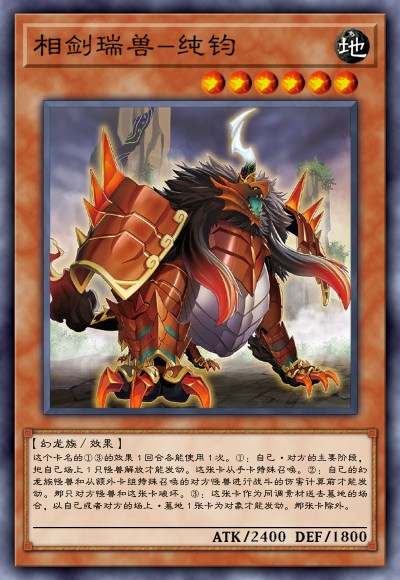 相剑瑞兽-纯钧
地
【幻龙族/效果】
这个卡名的①③的效果1回合各能使用1次。①:自己·对方的主要阶段,
把自己场上1只怪兽解放才能发动。这张卡从手卡特殊召唤。②:自己的幻
龙族怪兽和从额外卡组特殊召唤的对方怪兽进行战斗的伤害计算前才能发
动。那只对方怪兽和这张卡破坏。③:这张卡作为同调素材送去墓地的场
合,以自己或者对方的场上·墓地1张卡为对象才能发动。那张卡除外。
ATK/2400 DEF/1800